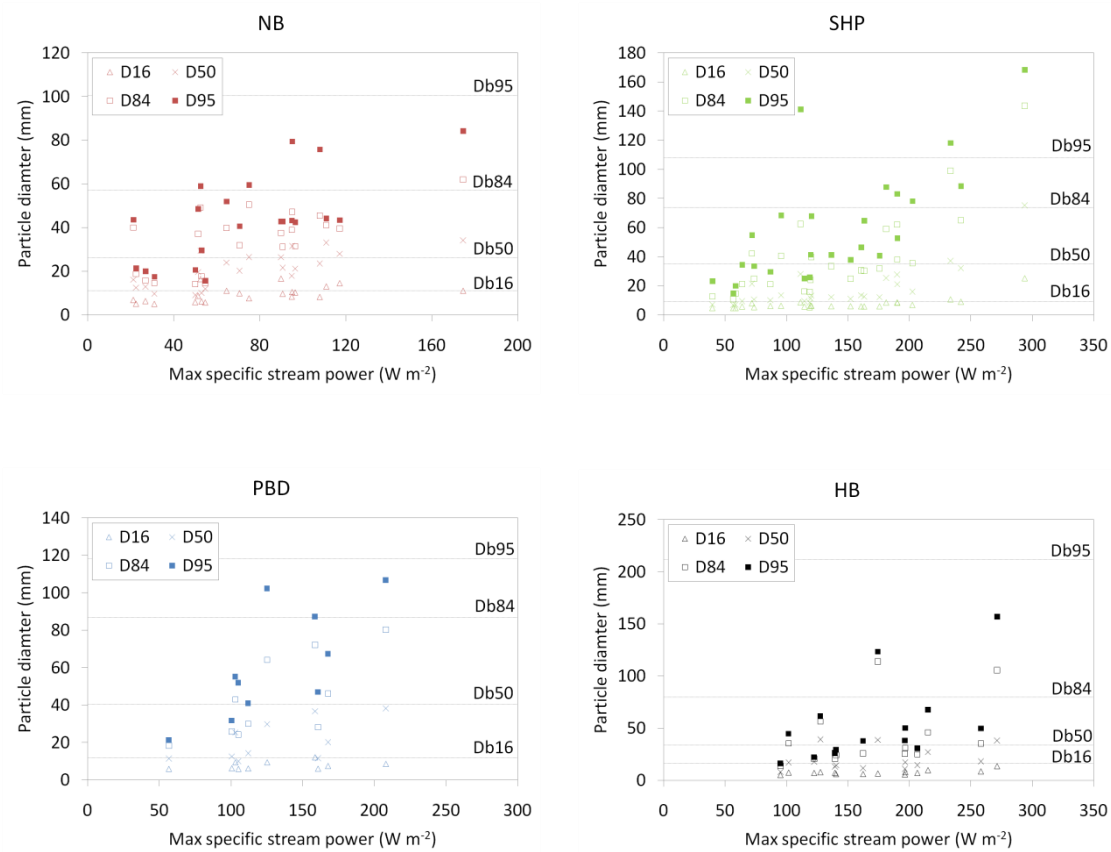 NB
120
100
80
60
40
20
0
0 40 80 120 160 200
Particle diamter (mm)
Max specific stream power (W m-2)
D16 D50
D84 D95
Db95
Db84
Db50
Db16
SHP
180
160
140
120
100
80
60
40
20
0
0 50 100 150 200 250 300 350
Particle diamter (mm)
Max specific stream power (W m-2)
D16 D50
D84 D95
Db95
Db84
Db50
Db16
PBD
140
120
100
80
60
40
20
0
0 50 100 150 200 250 300
Particle diamter (mm)
Max specific stream power (W m-2)
D16 D50
D84 D95
Db95
Db84
Db50
Db16
HB
250
200
150
100
50
0
0 50 100 150 200 250 300 350
Particle diamter (mm)
Max specific stream power (W m-2)
D16 D50
D84 D95
Db95
Db84
Db50
Db16